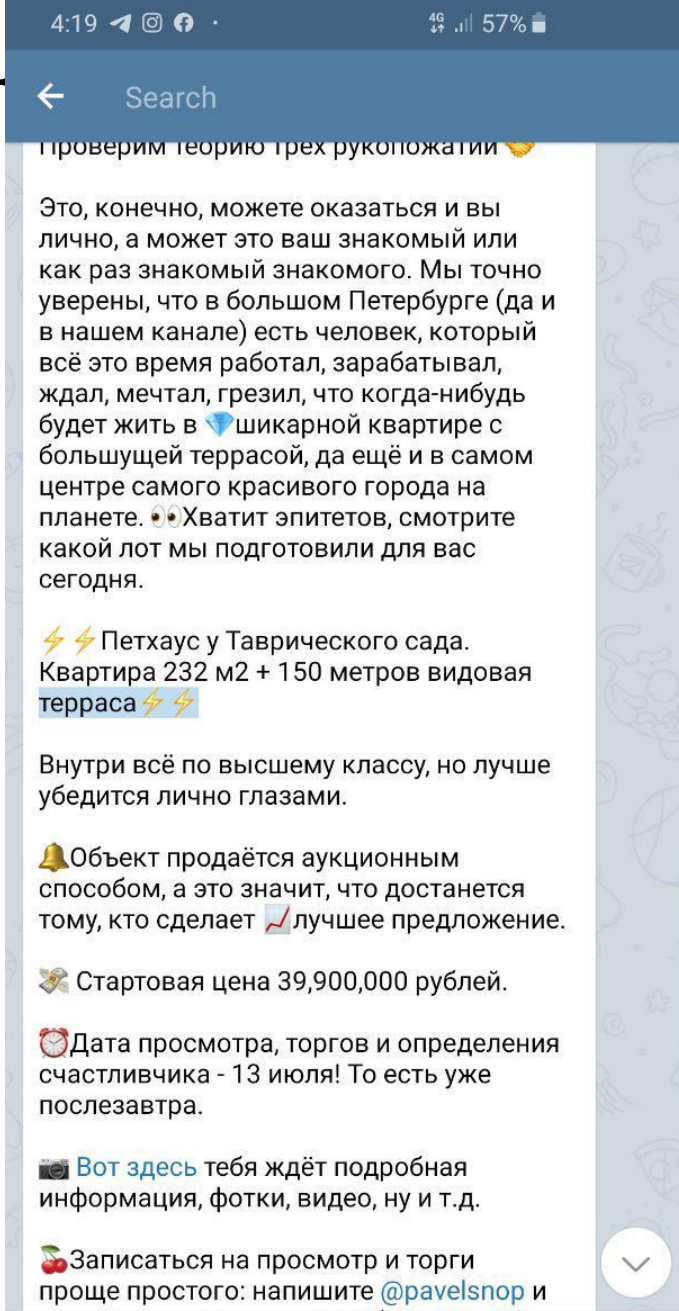 4:19
4G 57%
Search
Проверим теорию трёх рукопожатий 🤝
Это, конечно, можете оказаться и вы
лично, а может это ваш знакомый или
как раз знакомый знакомого. Мы точно
уверены, что в большом Петербурге (да и
в нашем канале) есть человек, который
всё это время работал, зарабатывал,
ждал, мечтал, грезил, что когда-нибудь
будет жить в 💎шикарной квартире с
большущей террасой, да ещё и в самом
центре самого красивого города на
планете. 👀Хватит эпитетов, смотрите
какой лот мы подготовили для вас
сегодня.
⚡⚡Петхаус у Таврического сада.
Квартира 232 м2 + 150 метров видовая
терраса⚡⚡
Внутри всё по высшему классу, но лучше
убедится лично глазами.
🔔Объект продаётся аукционным
способом, а это значит, что достанется
тому, кто сделает 📈лучшее предложение.
💸 Стартовая цена 39,900,000 рублей.
⏰Дата просмотра, торгов и определения
счастливчика - 13 июля! То есть уже
послезавтра.
📷 Вот здесь тебя ждёт подробная
информация, фотки, видео, ну и т.д.
🍒Записаться на просмотр и торги
проще простого: напишите @pavelsnop и